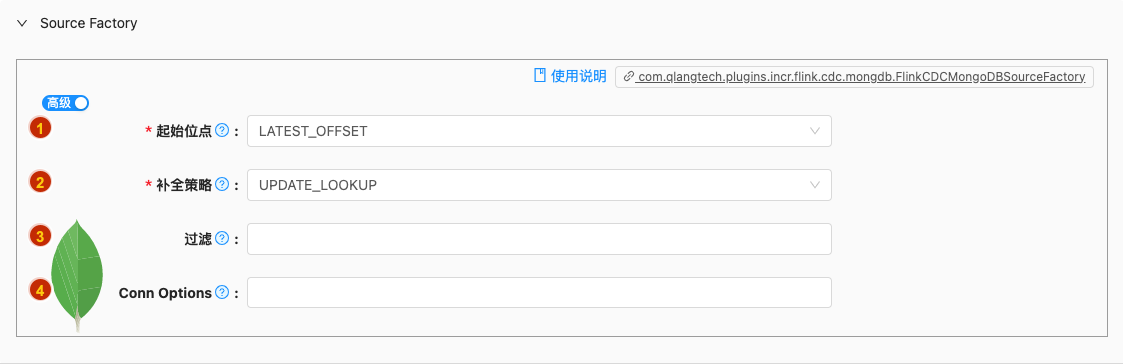 Source Factory
使用说明 com.qlangtech.plugins.incr.flink.cdc.mongdb.FlinkCDCMongoDBSourceFactory
高级
1 * 起始位点 ? : LATEST_OFFSET
2 * 补全策略 ? : UPDATE_LOOKUP
3 过滤 ? :
4 Conn Options ? :